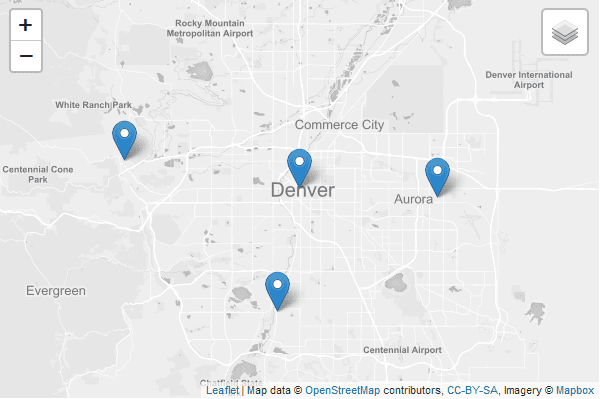 +
−
Rocky Mountain
Metropolitan Airport
Denver International
Airport
White Ranch Park
Commerce City
Centennial Cone
Park
Denver
Aurora
Evergreen
Centennial Airport
Chatfield State
Leaflet | Map data © OpenStreetMap contributors, CC-BY-SA, Imagery © Mapbox